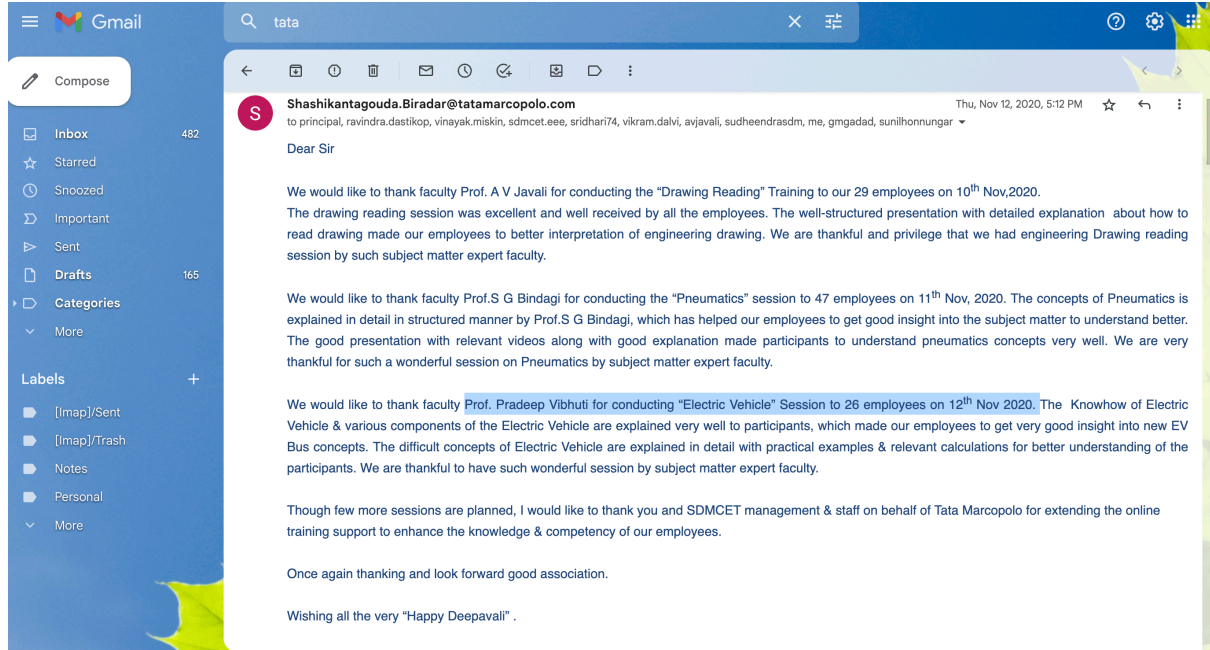 Gmail
tata
Compose
Inbox 482
Starred
Snoozed
Important
Sent
Drafts 165
Categories
More
Labels
[Imap]/Sent
[Imap]/Trash
Notes
Personal
More
S
Shashikantagouda.Biradar@tatamarcopolo.com Thu, Nov 12, 2020, 5:12 PM
to principal, ravindra.dastikop, vinayak.miskin, sdmcet.eee, sridhari74, vikram.dalvi, avjavali, sudheendrasdm, me, gmgadad, sunilhonnungar
Dear Sir
We would like to thank faculty Prof. A V Javali for conducting the “Drawing Reading” Training to our 29 employees on 10th Nov,2020.
The drawing reading session was excellent and well received by all the employees. The well-structured presentation with detailed explanation about how to
read drawing made our employees to better interpretation of engineering drawing. We are thankful and privilege that we had engineering Drawing reading
session by such subject matter expert faculty.
We would like to thank faculty Prof.S G Bindagi for conducting the “Pneumatics” session to 47 employees on 11th Nov, 2020. The concepts of Pneumatics is
explained in detail in structured manner by Prof.S G Bindagi, which has helped our employees to get good insight into the subject matter to understand better.
The good presentation with relevant videos along with good explanation made participants to understand pneumatics concepts very well. We are very
thankful for such a wonderful session on Pneumatics by subject matter expert faculty.
We would like to thank faculty Prof. Pradeep Vibhuti for conducting “Electric Vehicle” Session to 26 employees on 12th Nov 2020. The Knowhow of Electric
Vehicle & various components of the Electric Vehicle are explained very well to participants, which made our employees to get very good insight into new EV
Bus concepts. The difficult concepts of Electric Vehicle are explained in detail with practical examples & relevant calculations for better understanding of the
participants. We are thankful to have such wonderful session by subject matter expert faculty.
Though few more sessions are planned, I would like to thank you and SDMCET management & staff on behalf of Tata Marcopolo for extending the online
training support to enhance the knowledge & competency of our employees.
Once again thanking and look forward good association.
Wishing all the very “Happy Deepavali” .